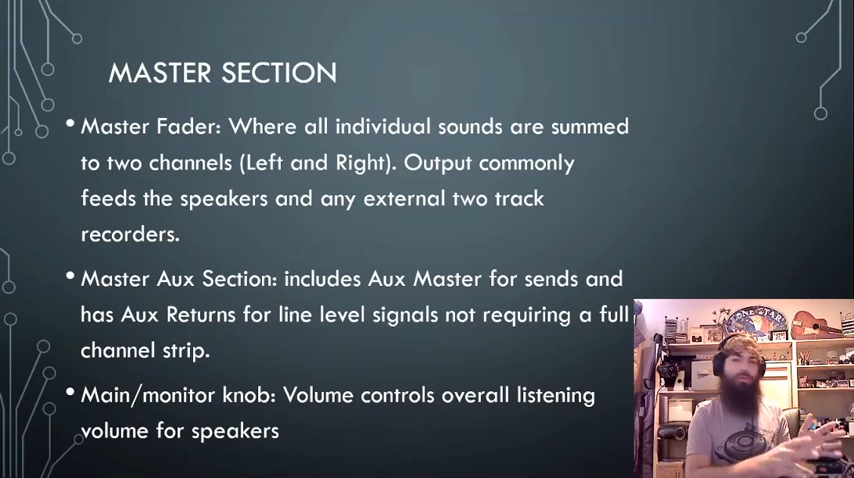 MASTER SECTION
• Master Fader: Where all individual sounds are summed
to two channels (Left and Right). Output commonly
feeds the speakers and any external two track
recorders.
• Master Aux Section: includes Aux Master for sends and
has Aux Returns for line level signals not requiring a full
channel strip.
• Main/monitor knob: Volume controls overall listening
volume for speakers